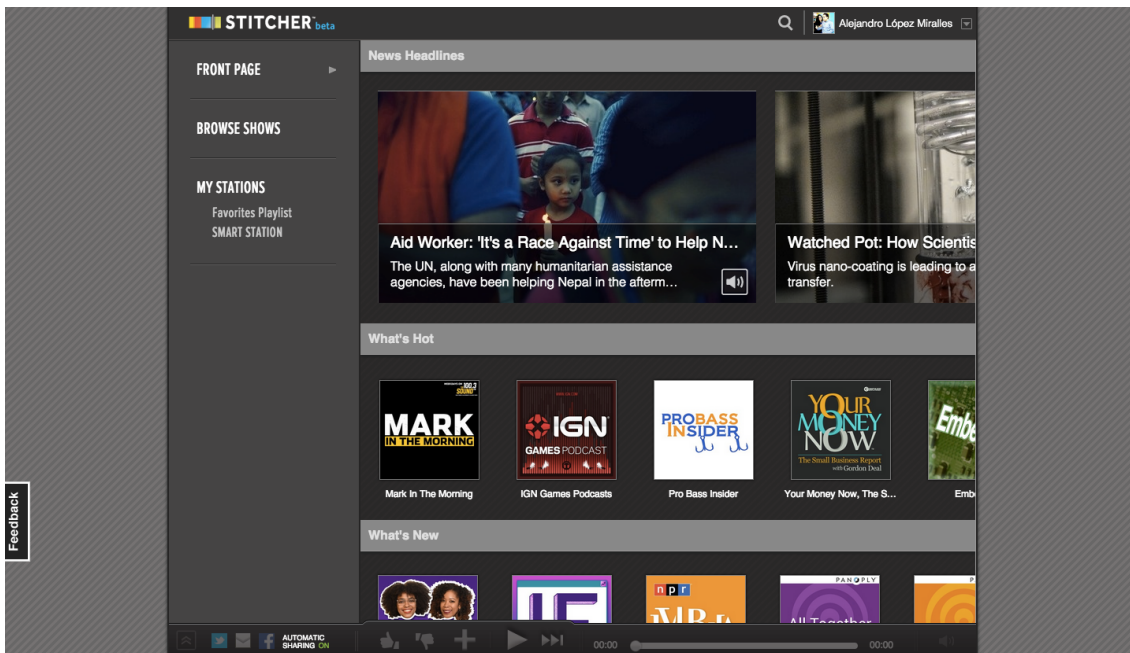 STITCHER beta
Alejandro López Miralles
FRONT PAGE
BROWSE SHOWS
MY STATIONS
Favorites Playlist
SMART STATION
News Headlines
Aid Worker: 'It's a Race Against Time' to Help N...
The UN, along with many humanitarian assistance
agencies, have been helping Nepal in the afterm...
Watched Pot: How Scientis
Virus nano-coating is leading to a
transfer.
What's Hot
100.3
SOUND
MARK
IN THE MORNING
IGN
GAMES PODCAST
PROBASS
INSIDER
YOUR
MONEY
NOW
The Small Business Report
with Gordon Deal
Embe
Mark In The Morning
IGN Games Podcasts
Pro Bass Insider
Your Money Now, The S...
Emb
What's New
npr
PANOPLY
All Together
P
Feedback
AUTOMATIC
SHARING ON
00:00
00:00